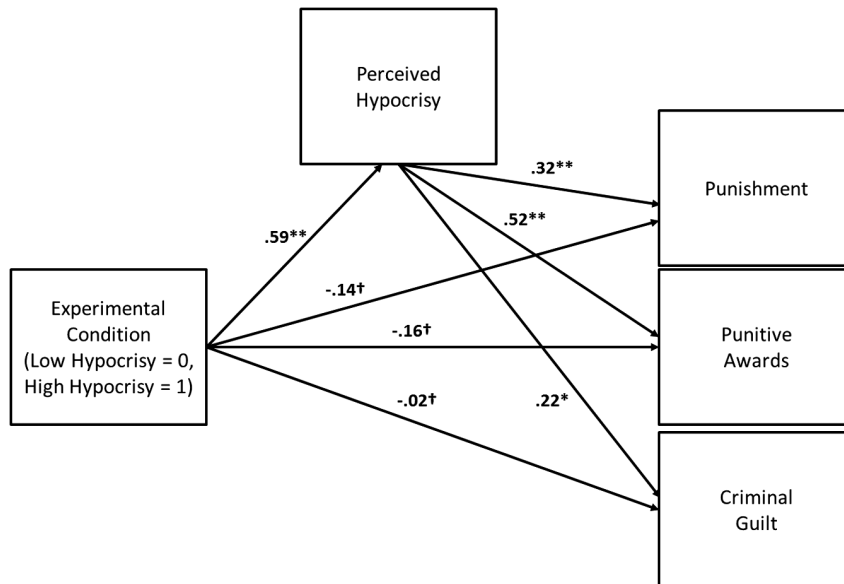 Perceived
Hypocrisy
.32**
Punishment
.52**
.59**
-.14†
Experimental
Condition
(Low Hypocrisy = 0,
High Hypocrisy = 1)
-.16†
Punitive
Awards
-.02†
.22*
Criminal
Guilt